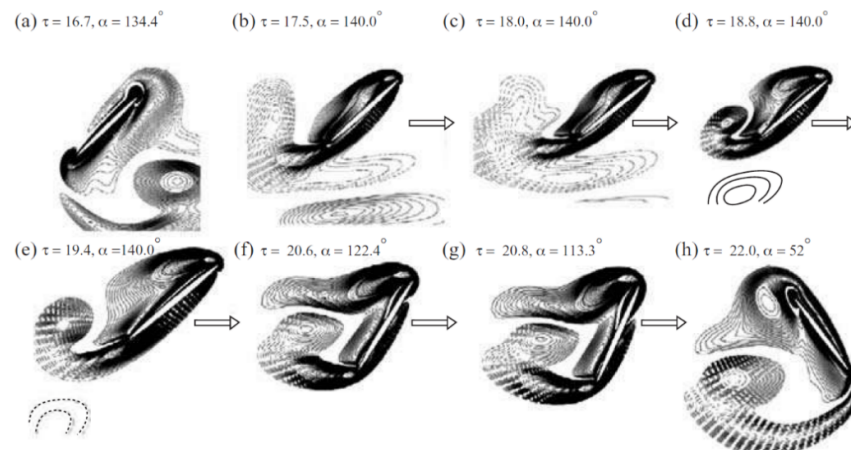 (a) τ = 16.7, α = 134.4°
(b) τ = 17.5, α = 140.0°
(c) τ = 18.0, α = 140.0°
(d) τ = 18.8, α = 140.0°
(e) τ = 19.4, α =140.0°
(f) τ = 20.6, α = 122.4°
(g) τ = 20.8, α = 113.3°
(h) τ = 22.0, α = 52°